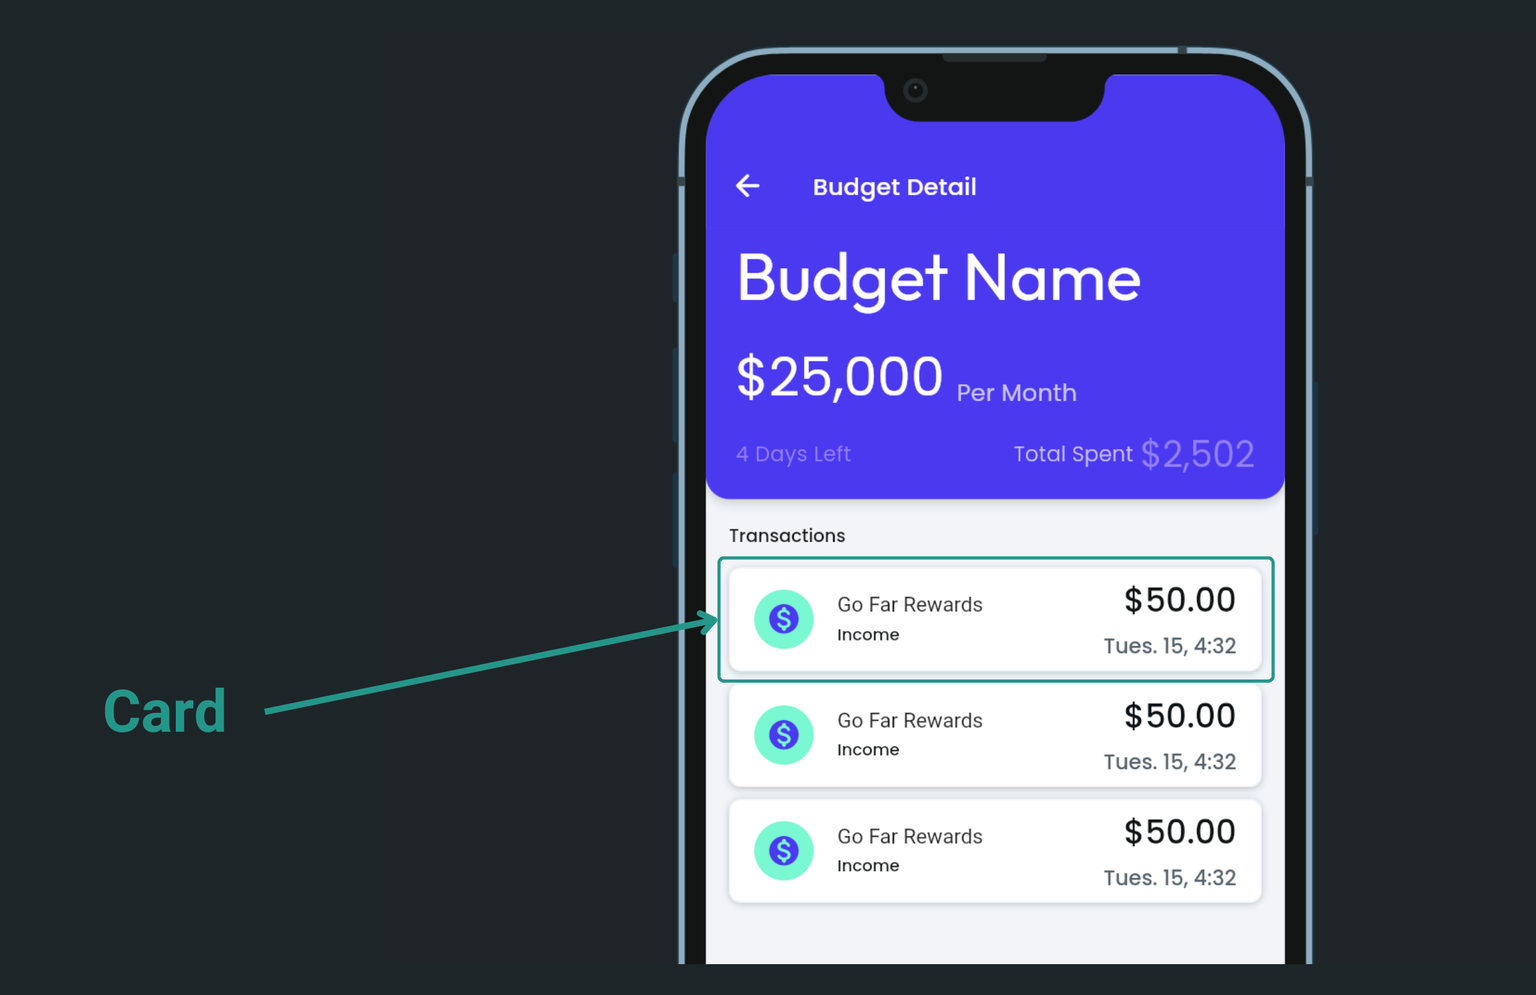 Budget Detail
Budget Name
$25,000 Per Month
4 Days Left Total Spent $2,502
Transactions
Go Far Rewards $50.00
Income Tues. 15, 4:32
Card
Go Far Rewards $50.00
Income Tues. 15, 4:32
Go Far Rewards $50.00
Income Tues. 15, 4:32